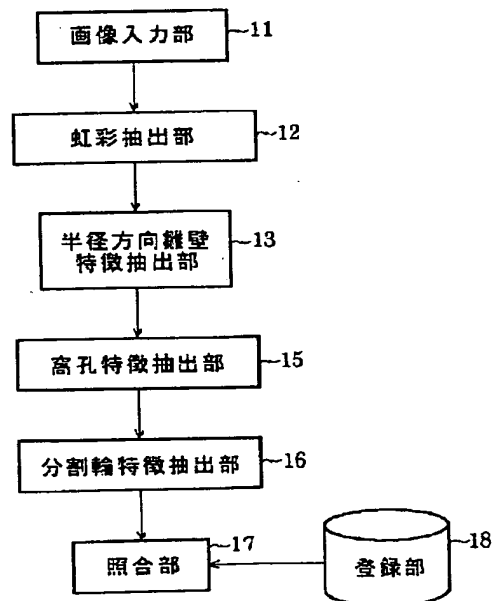 画像入力部
11
虹彩抽出部
12
半径方向雛壁
特徴抽出部
13
窩孔特徴抽出部
15
分割輪特徴抽出部
16
照合部
17
登録部
18